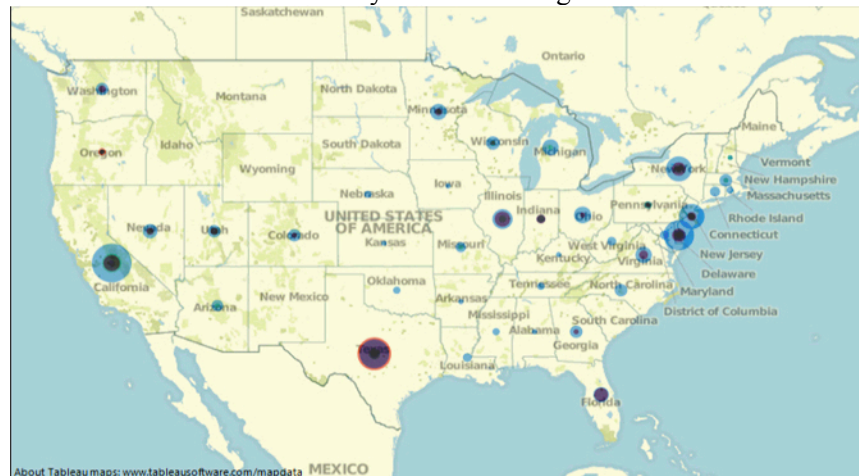 Saskatchewan
Ontario
Washington
Montana
North Dakota
Minnesota
Maine
Oregon
Idaho
South Dakota
Wisconsin
Michigan
Vermont
Wyoming
New York
New Hampshire
Massachusetts
Nebraska
Iowa
Illinois
Indiana
Ohio
Pennsylvania
Rhode Island
Nevada
Utah
Colorado
UNITED STATES
OF AMERICA
Kansas
Missouri
West Virginia
Virginia
Kentucky
Connecticut
New Jersey
Delaware
Maryland
District of Columbia
California
Arizona
New Mexico
Oklahoma
Arkansas
Tennessee
North Carolina
Mississippi
Alabama
South Carolina
Georgia
Texas
Louisiana
Florida
About Tableau maps: www.tableausoftware.com/mapdata
MEXICO